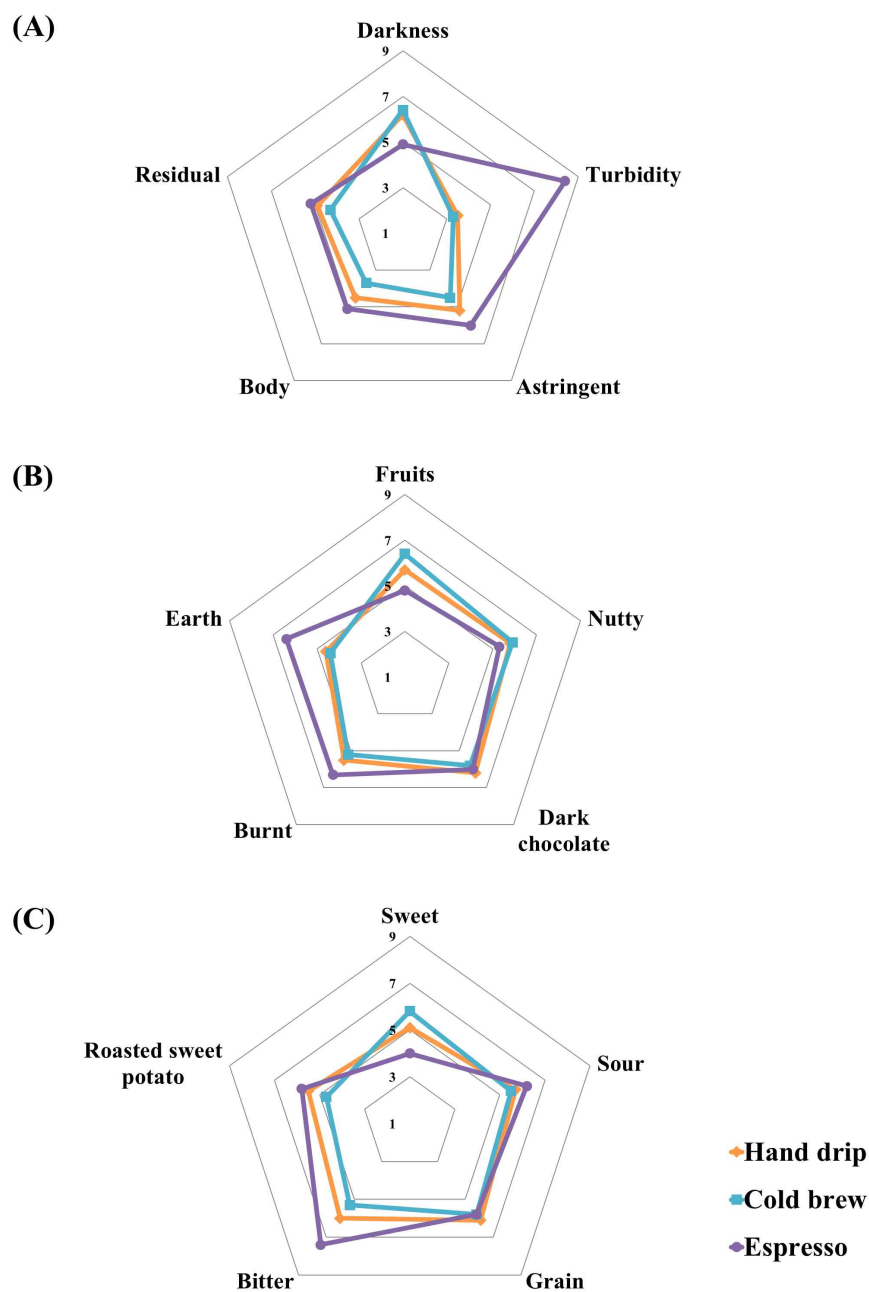 (A)
Darkness
9
7
5
3
1
Residual
Turbidity
Body
Astringent
(B)
Fruits
9
7
5
3
1
Earth
Nutty
Burnt
Dark
chocolate
(C)
Sweet
9
7
5
3
1
Roasted sweet
potato
Sour
Bitter
Grain
Hand drip
Cold brew
Espresso